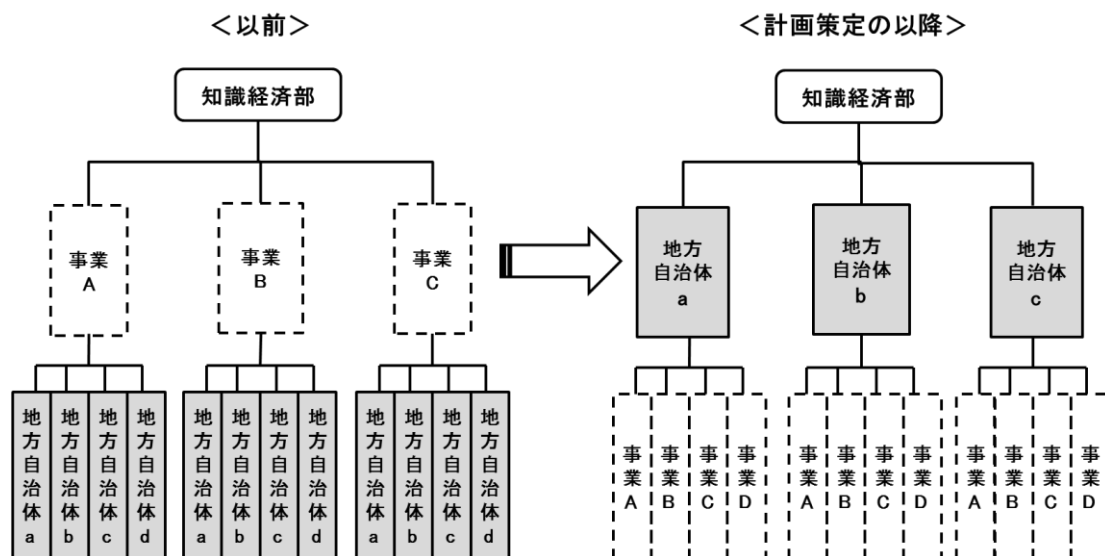 ＜以前＞
知識経済部
事業
A
事業
B
事業
C
地方自治体a
地方自治体b
地方自治体c
地方自治体d
地方自治体a
地方自治体b
地方自治体c
地方自治体d
地方自治体a
地方自治体b
地方自治体c
地方自治体d
＜計画策定の以降＞
知識経済部
地方
自治体
a
地方
自治体
b
地方
自治体
c
事業A
事業B
事業C
事業D
事業A
事業B
事業C
事業D
事業A
事業B
事業C
事業D